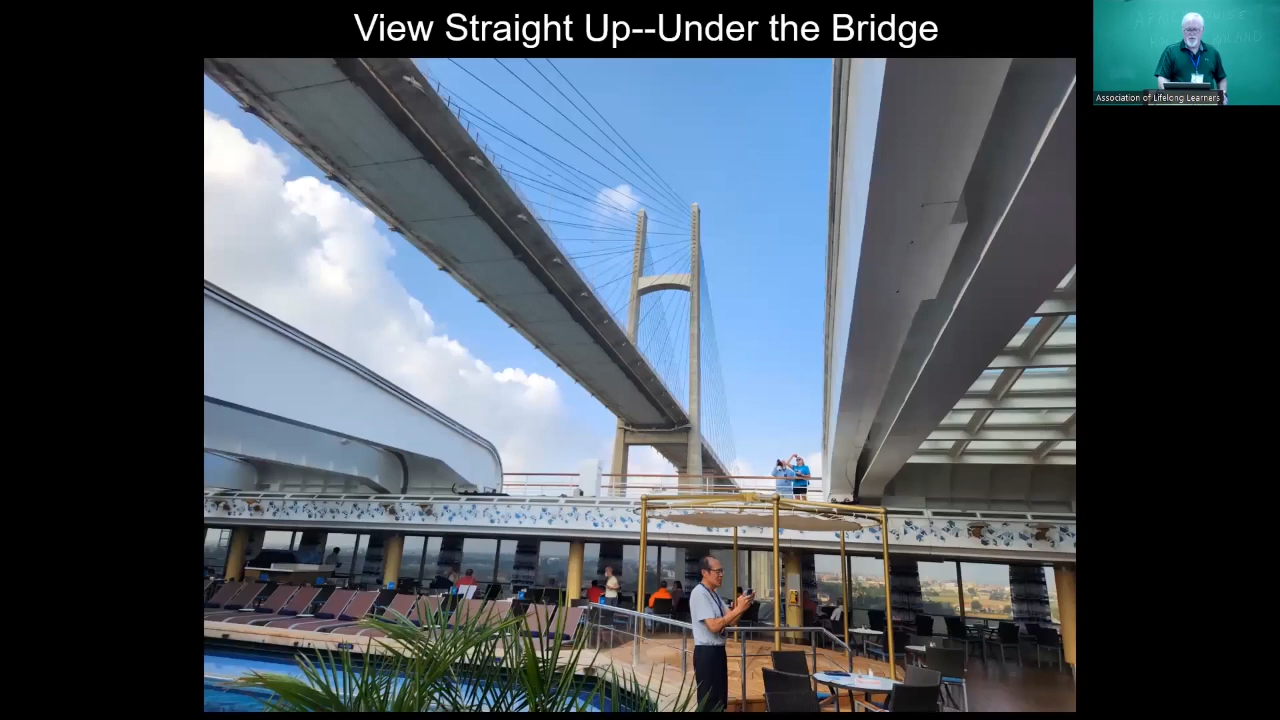 View Straight Up--Under the Bridge
Association of Lifelong Learners